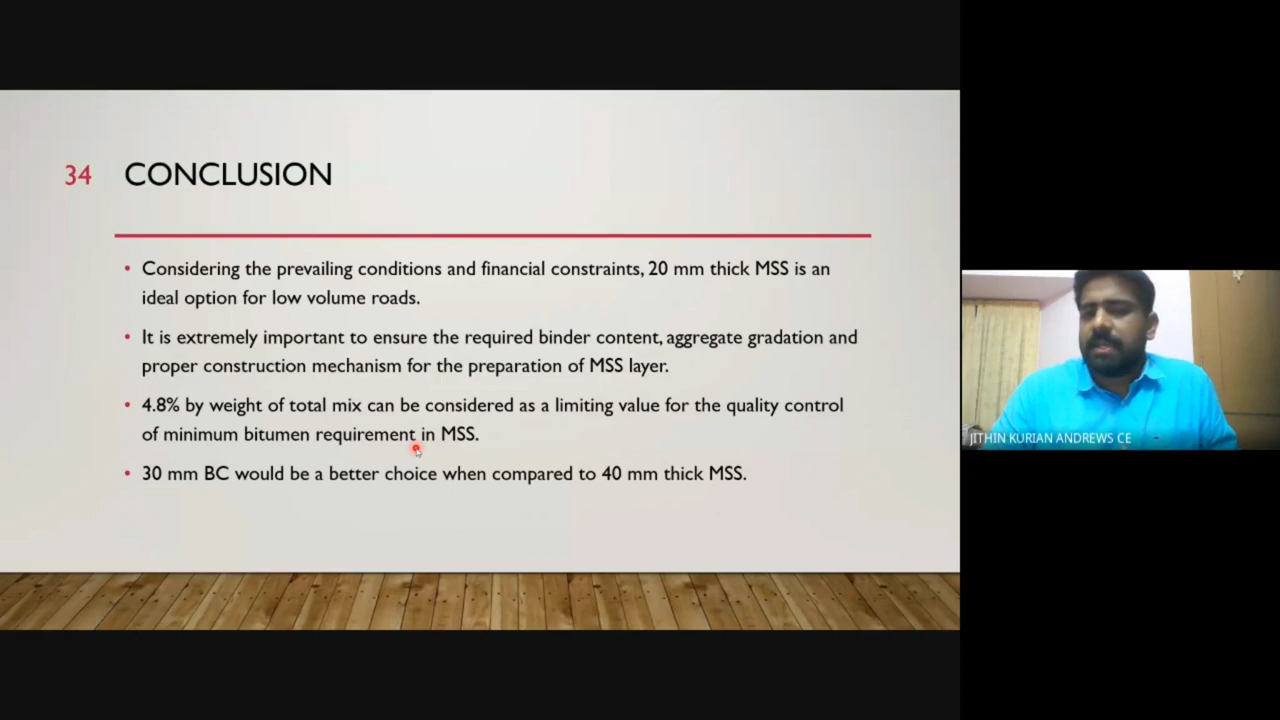 34 CONCLUSION
• Considering the prevailing conditions and financial constraints, 20 mm thick MSS is an
ideal option for low volume roads.
• It is extremely important to ensure the required binder content, aggregate gradation and
proper construction mechanism for the preparation of MSS layer.
• 4.8% by weight of total mix can be considered as a limiting value for the quality control
of minimum bitumen requirement in MSS.
• 30 mm BC would be a better choice when compared to 40 mm thick MSS.
JITHIN KURIAN ANDREWS CE